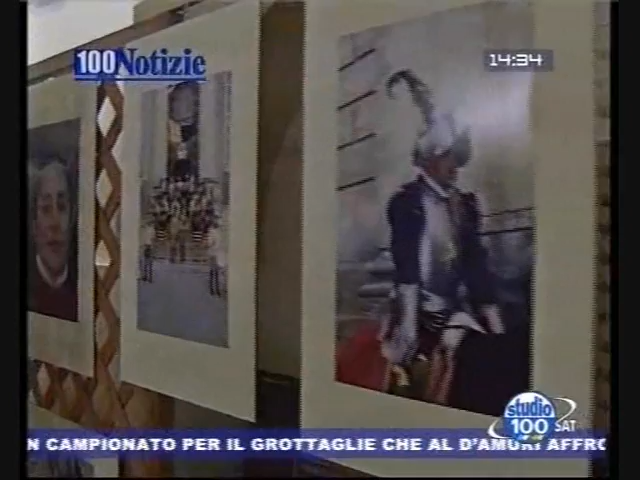 100Notizie
14:34
studio
100 SAT
N CAMPIONATO PER IL GROTTAGLIE CHE AL D'AMURI AFFRO